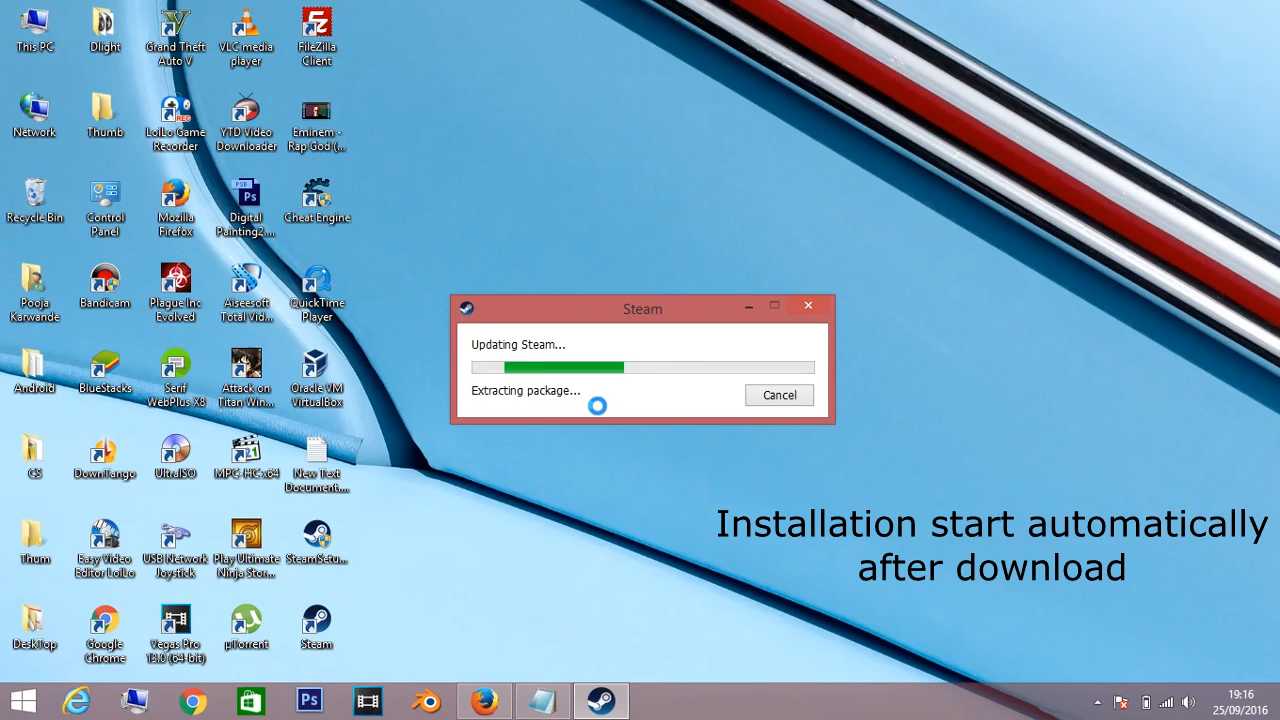 This PC
Dlight
Grand Theft
Auto V
VLC media
player
FileZilla
Client
Network
Thumb
LoiLo Game
Recorder
YTD Video
Downloader
Eminem -
Rap God (...
Recycle Bin
Control
Panel
Mozilla
Firefox
Digital
Painting2....
Cheat Engine
Pooja
Karwande
Bandicam
Plague Inc
Evolved
Aiseesoft
Total Vid...
QuickTime
Player
Android
BlueStacks
Serif
WebPlus X8
Attack on
Titan Win...
Oracle VM
VirtualBox
CS
DownTango
UltraISO
MPC-HC x64
New Text
Document....
Thum
Easy Video
Editor LoiLo
USB Network
Joystick
Play Ultimate
Ninja Stor...
SteamSetu...
DeskTop
Google
Chrome
Vegas Pro
13.0 (64-bit)
µTorrent
Steam
Steam
Updating Steam...
Extracting package...
Cancel
Installation start automatically
after download
19:16
25/09/2016